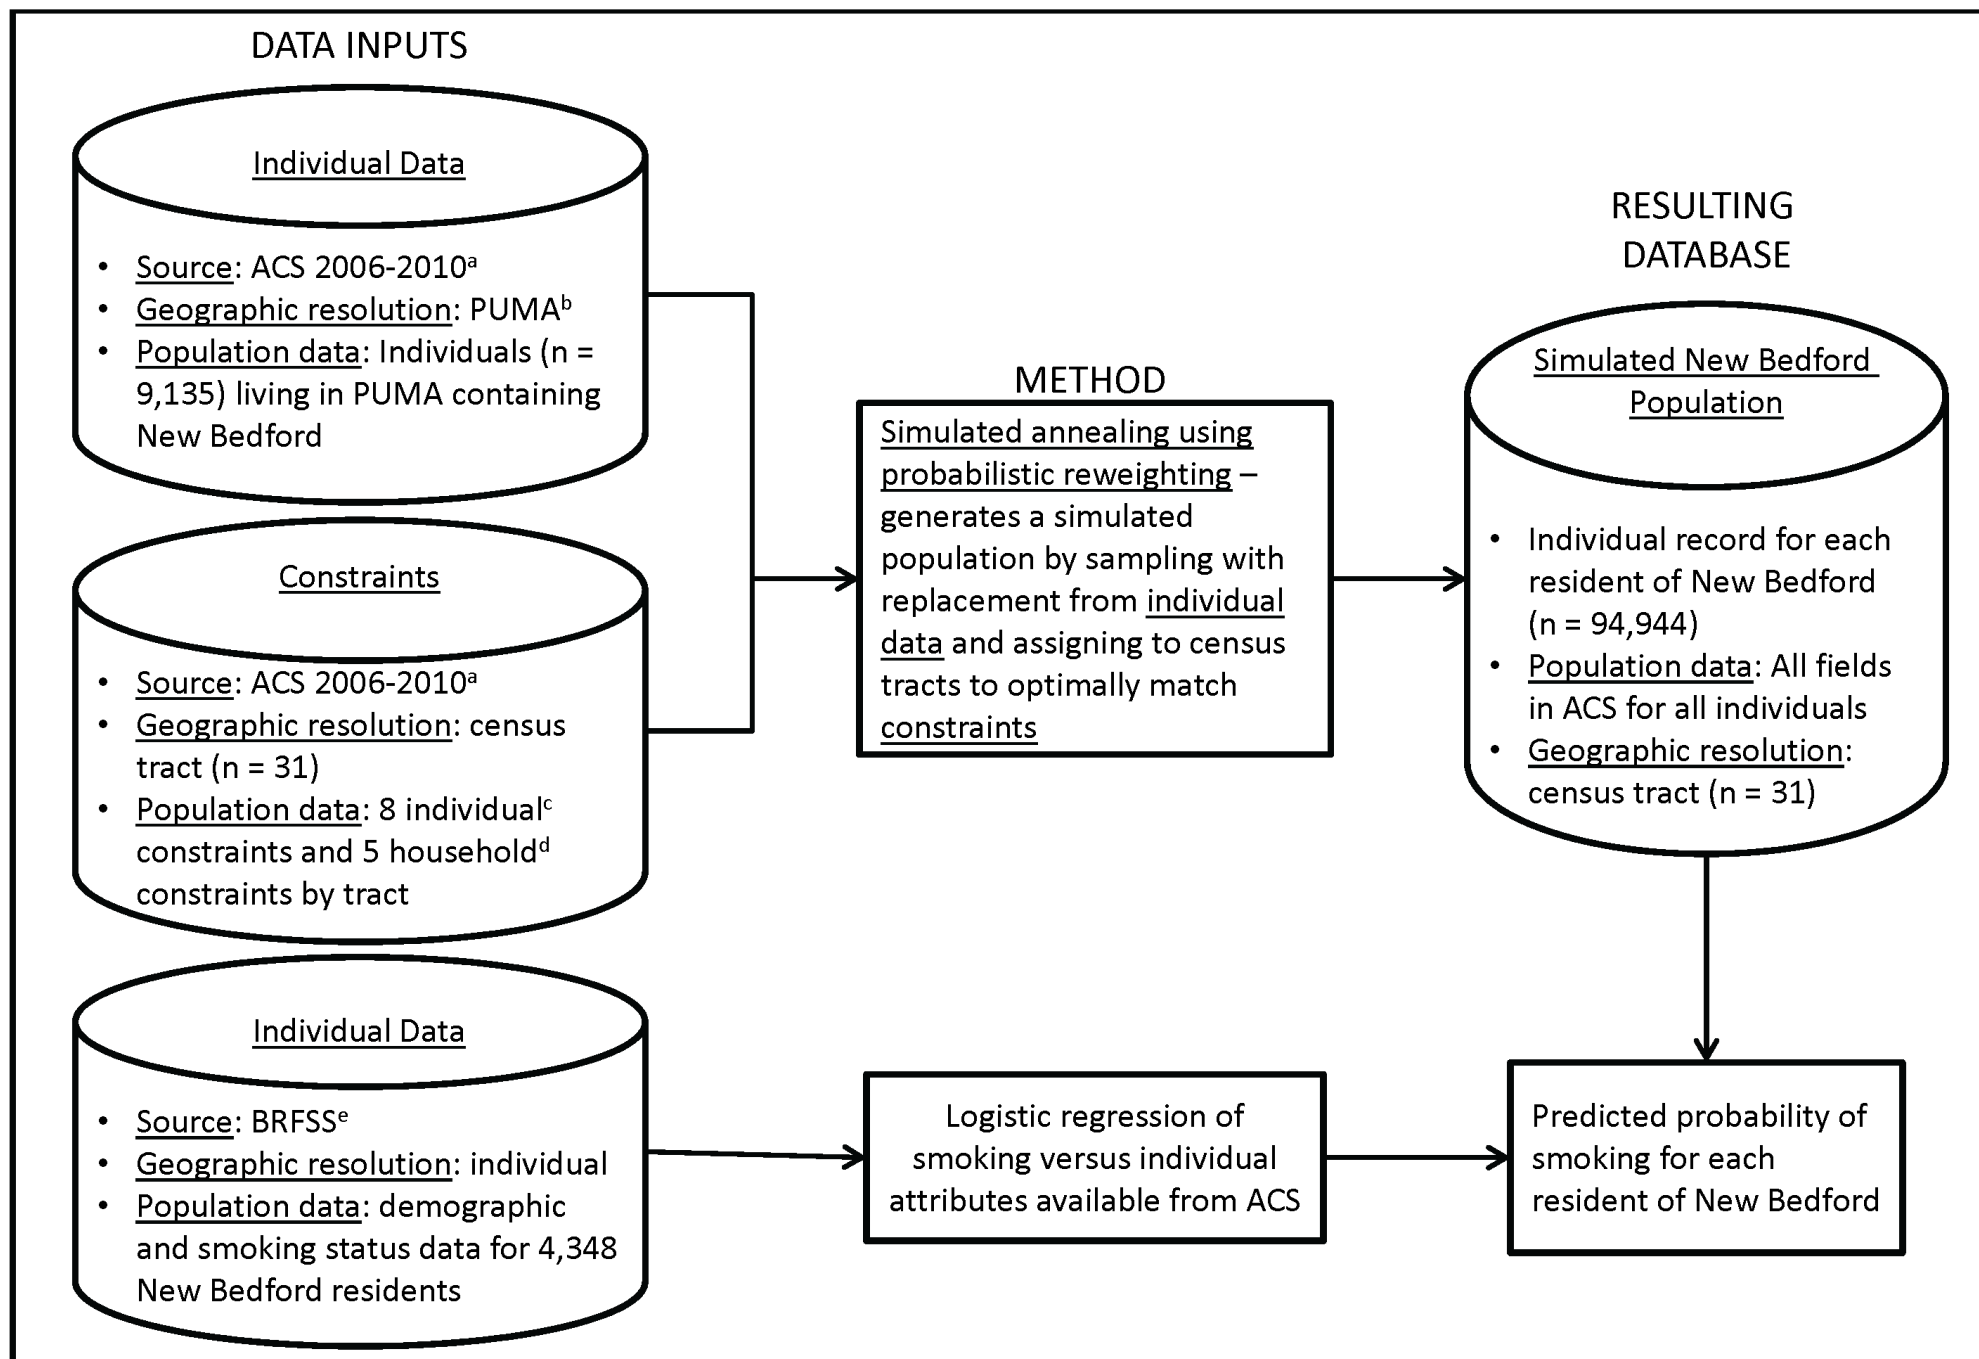 DATA INPUTS
Individual Data
• Source: ACS 2006-2010ᵃ
• Geographic resolution: PUMAᵇ
• Population data: Individuals (n =
9,135) living in PUMA containing
New Bedford
Constraints
• Source: ACS 2006-2010ᵃ
• Geographic resolution: census
tract (n = 31)
• Population data: 8 individualᶜ
constraints and 5 householdᵈ
constraints by tract
Individual Data
• Source: BRFSSᵉ
• Geographic resolution: individual
• Population data: demographic
and smoking status data for 4,348
New Bedford residents
METHOD
Simulated annealing using
probabilistic reweighting –
generates a simulated
population by sampling with
replacement from individual
data and assigning to census
tracts to optimally match
constraints
Logistic regression of
smoking versus individual
attributes available from ACS
RESULTING
DATABASE
Simulated New Bedford
Population
• Individual record for each
resident of New Bedford
(n = 94,944)
• Population data: All fields
in ACS for all individuals
• Geographic resolution:
census tract (n = 31)
Predicted probability of
smoking for each
resident of New Bedford